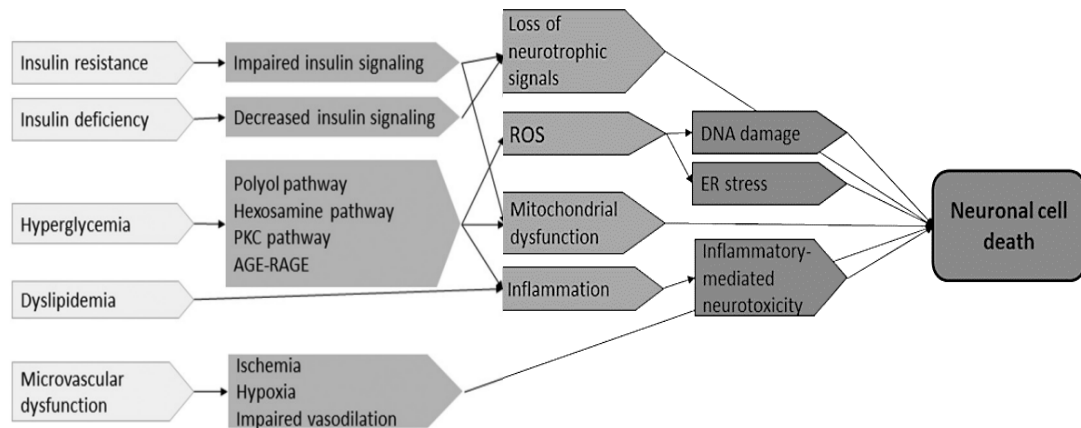 Insulin resistance
Impaired insulin signaling
Loss of
neurotrophic
signals
Insulin deficiency
Decreased insulin signaling
ROS
DNA damage
ER stress
Hyperglycemia
Polyol pathway
Hexosamine pathway
PKC pathway
AGE-RAGE
Mitochondrial
dysfunction
Neuronal cell
death
Dyslipidemia
Inflammation
Inflammatory-
mediated
neurotoxicity
Microvascular
dysfunction
Ischemia
Hypoxia
Impaired vasodilation